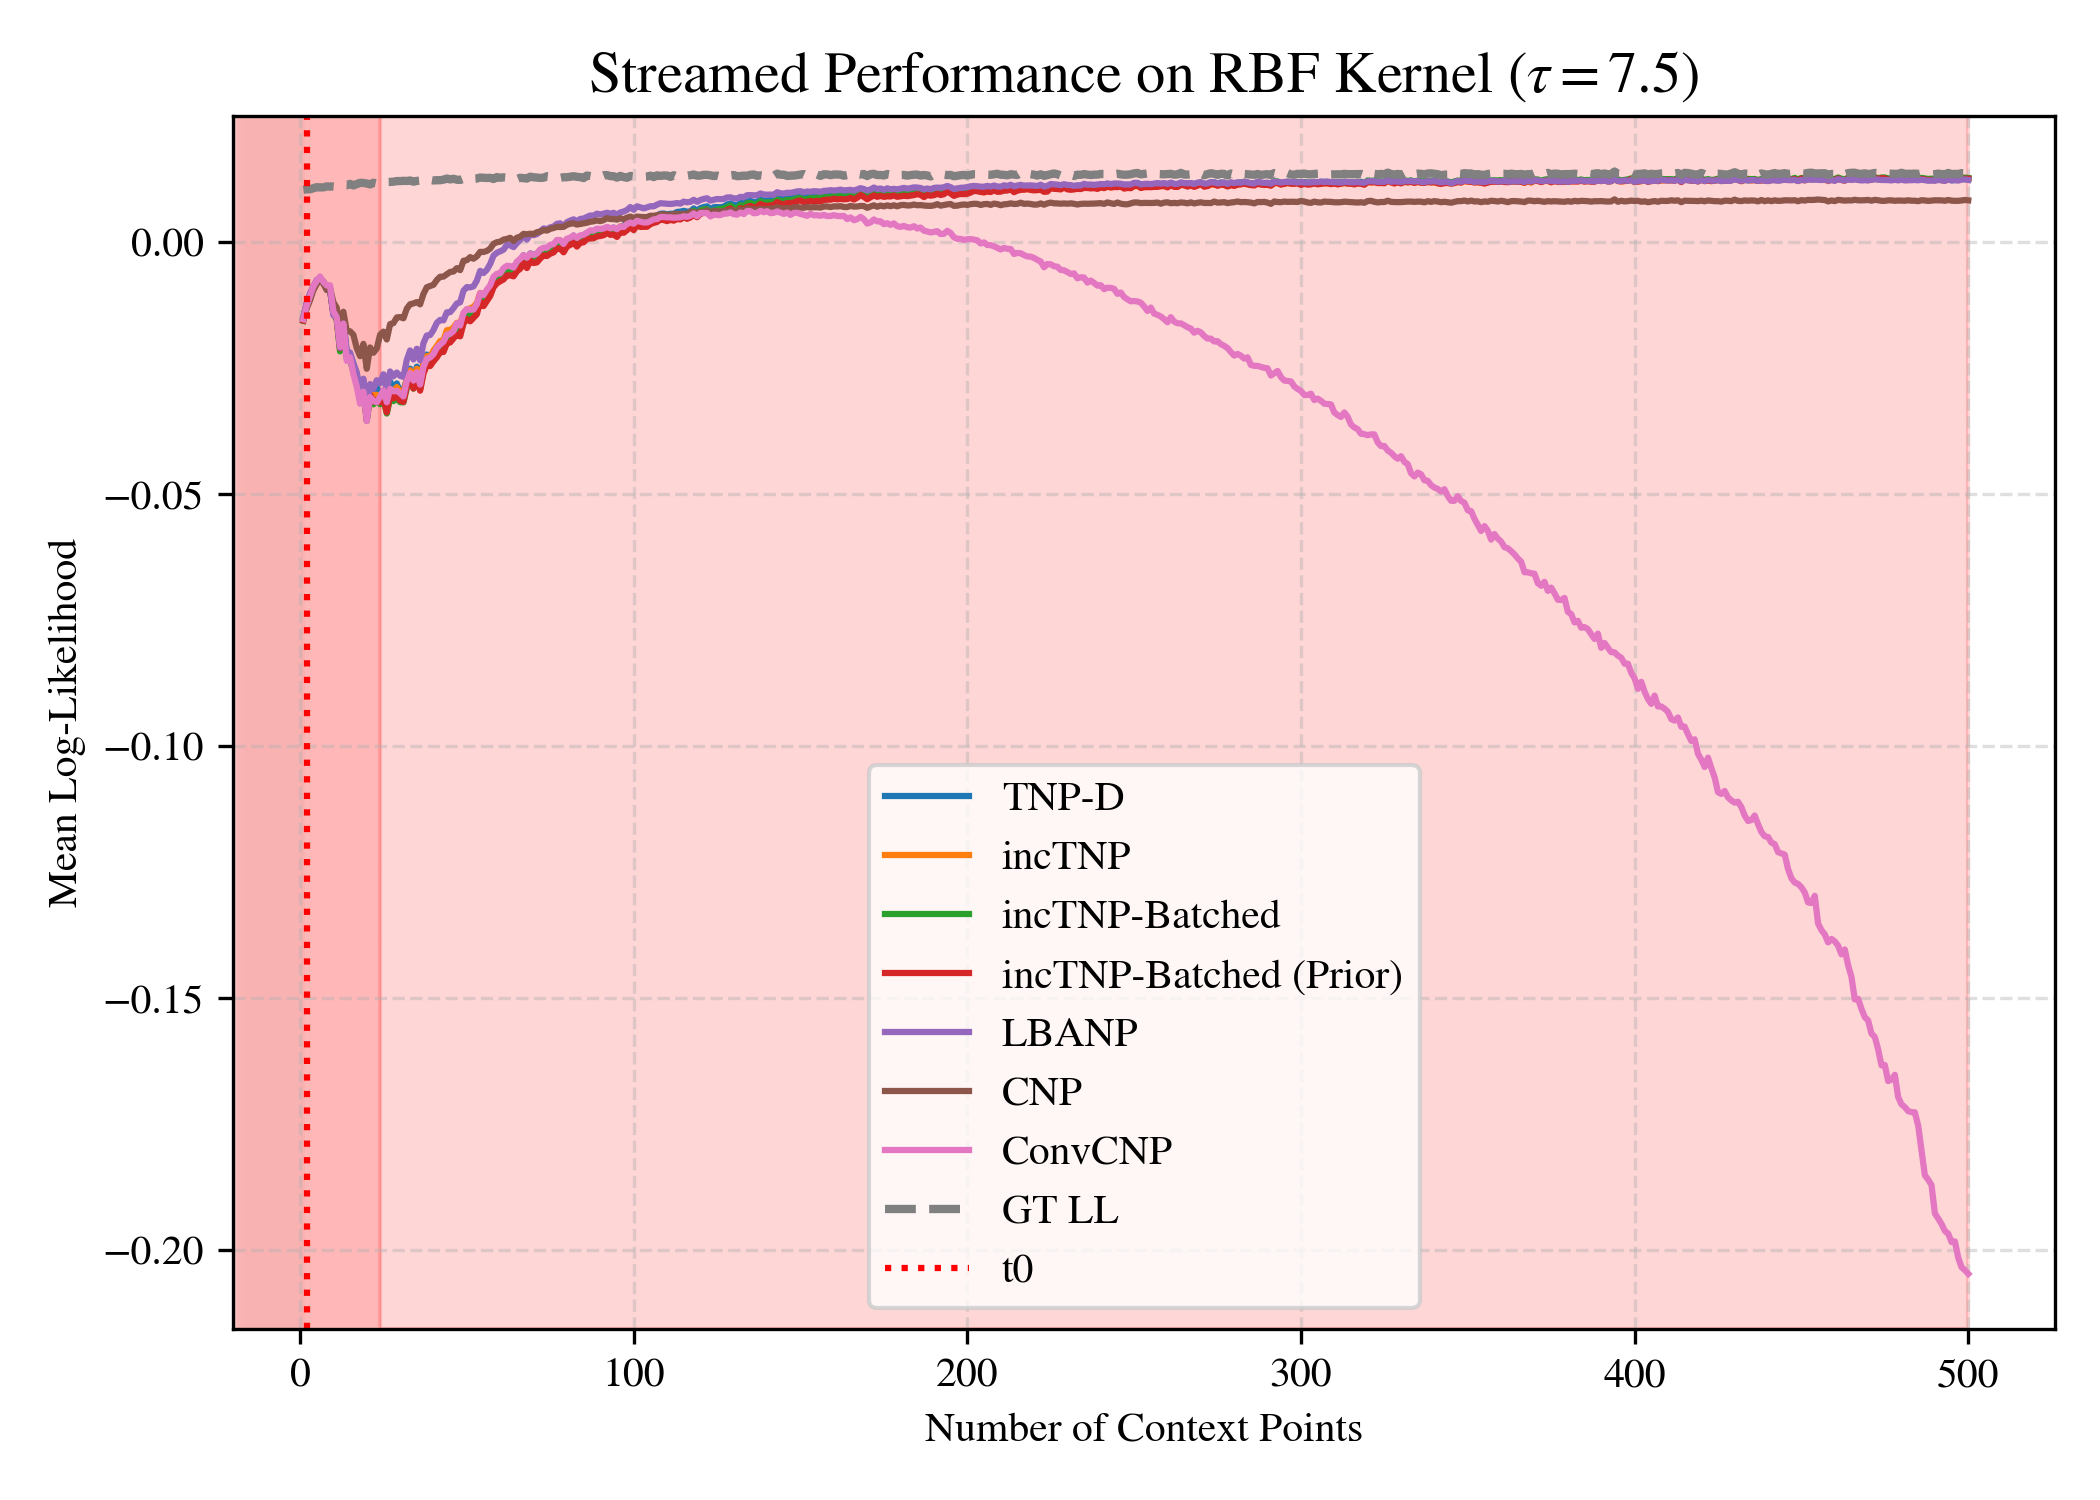 Streamed Performance on RBF Kernel (τ = 7.5)
Mean Log-Likelihood
0.00
−0.05
−0.10
−0.15
−0.20
TNP-D
incTNP
incTNP-Batched
incTNP-Batched (Prior)
LBANP
CNP
ConvCNP
GT LL
t0
0 100 200 300 400 500
Number of Context Points